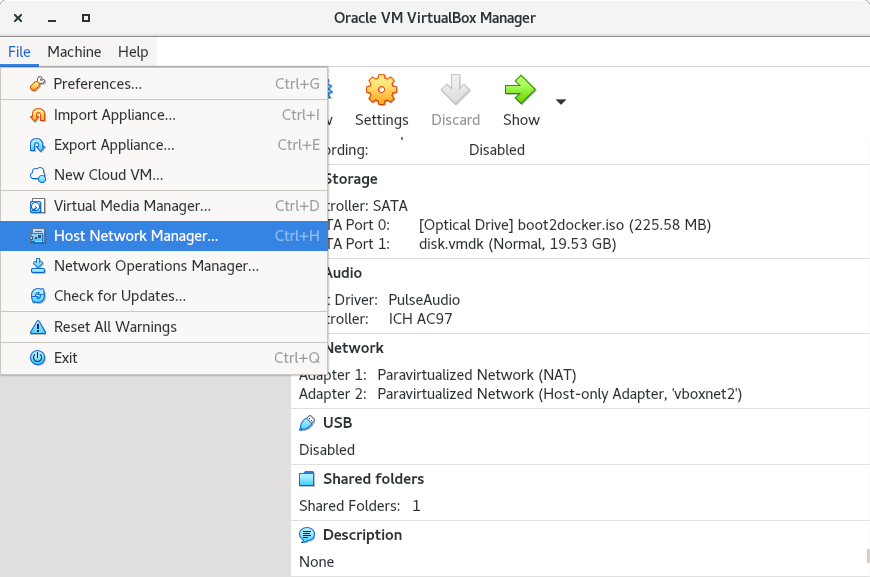 Oracle VM VirtualBox Manager
File Machine Help
Preferences... Ctrl+G
Import Appliance... Ctrl+I
Export Appliance... Ctrl+E
New Cloud VM...
Virtual Media Manager... Ctrl+D
Host Network Manager... Ctrl+H
Network Operations Manager...
Check for Updates...
Reset All Warnings
Exit Ctrl+Q
Settings Discard Show
Disabled
Storage
troller: SATA
TA Port 0: [Optical Drive] boot2docker.iso (225.58 MB)
TA Port 1: disk.vmdk (Normal, 19.53 GB)
Audio
t Driver: PulseAudio
troller: ICH AC97
Network
Adapter 1: Paravirtualized Network (NAT)
Adapter 2: Paravirtualized Network (Host-only Adapter, 'vboxnet2')
USB
Disabled
Shared folders
Shared Folders: 1
Description
None